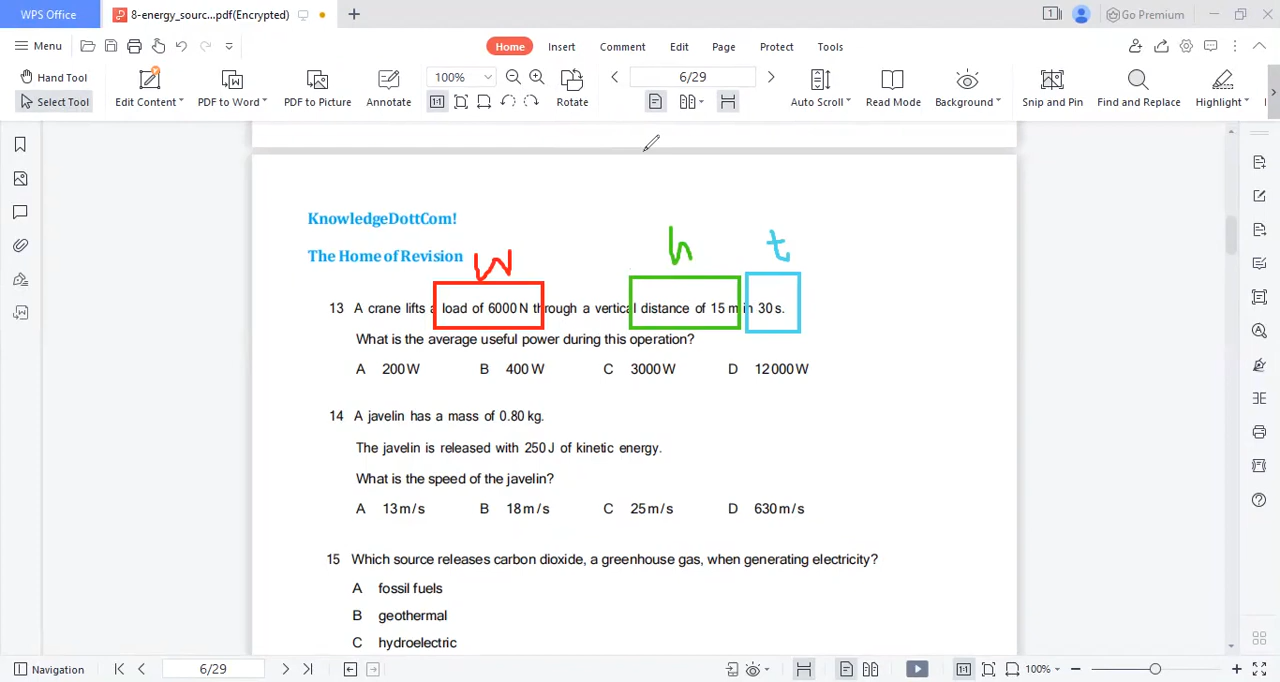 WPS Office
8-energy_sourc...pdf(Encrypted)
1
Go Premium
Menu
Home
Insert
Comment
Edit
Page
Protect
Tools
Hand Tool
Select Tool
Edit Content
PDF to Word
PDF to Picture
Annotate
100%
6/29
Rotate
Auto Scroll
Read Mode
Background
Snip and Pin
Find and Replace
Highlight
KnowledgeDottCom!
The Home of Revision
W
h
t
13 A crane lifts a load of 6000 N through a vertical distance of 15 m in 30 s.
What is the average useful power during this operation?
A 200 W B 400 W C 3000 W D 12 000 W
14 A javelin has a mass of 0.80 kg.
The javelin is released with 250 J of kinetic energy.
What is the speed of the javelin?
A 13 m / s B 18 m / s C 25 m / s D 630 m / s
15 Which source releases carbon dioxide, a greenhouse gas, when generating electricity?
A fossil fuels
B geothermal
C hydroelectric
Navigation
6/29
100%